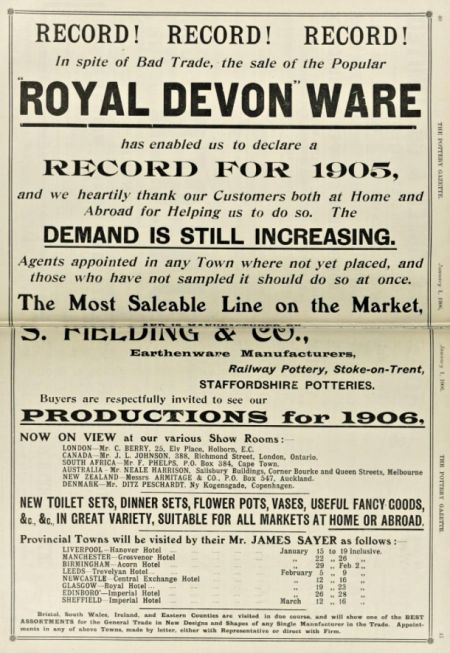 RECORD! RECORD! RECORD!
In spite of Bad Trade, the sale of the Popular
"ROYAL DEVON" WARE
has enabled us to declare a
RECORD FOR 1905,
and we heartily thank our Customers both at Home and
Abroad for Helping us to do so. The
DEMAND IS STILL INCREASING.
Agents appointed in any Town where not yet placed, and
those who have not sampled it should do so at once.
The Most Saleable Line on the Market,
AND IS MANUFACTURED BY
S. FIELDING & CO.,
Earthenware Manufacturers,
Railway Pottery, Stoke-on-Trent,
STAFFORDSHIRE POTTERIES.
Buyers are respectfully invited to see our
PRODUCTIONS for 1906,
NOW ON VIEW at our various Show Rooms:—
LONDON—Mr. C. BERRY, 25, Ely Place, Holborn, E.C.
CANADA—Mr. J. L. JOHNSON, 388, Richmond Street, London, Ontario.
SOUTH AFRICA—Mr. F. PHELPS, P.O. Box 384, Cape Town.
AUSTRALIA—Mr. NEALE HARRISON, Salisbury Buildings, Corner Bourke and Queen Streets, Melbourne
NEW ZEALAND—Messrs. ARMITAGE & CO., P.O. Box 547, Auckland.
DENMARK—Mr. DITZ PESCHARDT, Ny Kogensgade, Copenhagen.
NEW TOILET SETS, DINNER SETS, FLOWER POTS, VASES, USEFUL FANCY GOODS,
&c., &c., IN GREAT VARIETY, SUITABLE FOR ALL MARKETS AT HOME OR ABROAD.
Provincial Towns will be visited by their Mr. JAMES SAYER as follows:—
LIVERPOOL—Hanover Hotel ... January 15 to 19 inclusive.
MANCHESTER—Grosvenor Hotel ... " 22 " 26 "
BIRMINGHAM—Acorn Hotel ... " 29 " Feb 2 "
LEEDS—Trevelyan Hotel ... February 5 " 9 "
NEWCASTLE—Central Exchange Hotel ... " 12 " 16 "
GLASGOW—Royal Hotel ... " 19 " 23 "
EDINBORO'—Imperial Hotel ... " 26 " 28 "
SHEFFIELD—Imperial Hotel ... March 12 " 16 "
Bristol, South Wales, Ireland, and Eastern Counties are visited in due course, and will show one of the BEST
ASSORTMENTS for the General Trade in New Designs and Shapes of any Single Manufacturer in the Trade. Appoint-
ments in any of above Towns, made by letter, either with Representative or direct with Firm.
40
THE POTTERY GAZETTE.
January 1, 1906.
January 1, 1906.
THE POTTERY GAZETTE